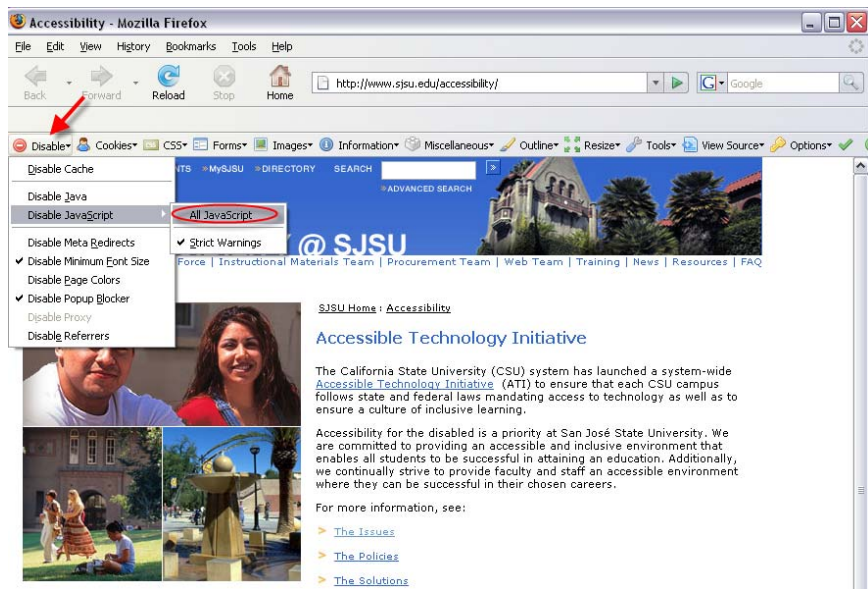 Accessibility - Mozilla Firefox
File Edit View History Bookmarks Tools Help
Back Forward Reload Stop Home http://www.sjsu.edu/accessibility/ G Google
Disable Cookies CSS Forms Images Information Miscellaneous Outline Resize Tools View Source Options
Disable Cache
Disable Java
Disable JavaScript
Disable Meta Redirects
Disable Minimum Font Size
Disable Page Colors
Disable Popup Blocker
Disable Proxy
Disable Referrers
All JavaScript
Strict Warnings
NTS »MySJSU »DIRECTORY SEARCH
»ADVANCED SEARCH
@ SJSU
Force | Instructional Materials Team | Procurement Team | Web Team | Training | News | Resources | FAQ
SJSU Home : Accessibility
Accessible Technology Initiative
The California State University (CSU) system has launched a system-wide
Accessible Technology Initiative (ATI) to ensure that each CSU campus
follows state and federal laws mandating access to technology as well as to
ensure a culture of inclusive learning.
Accessibility for the disabled is a priority at San José State University. We
are committed to providing an accessible and inclusive environment that
enables all students to be successful in attaining an education. Additionally,
we continually strive to provide faculty and staff an accessible environment
where they can be successful in their chosen careers.
For more information, see:
> The Issues
> The Policies
> The Solutions